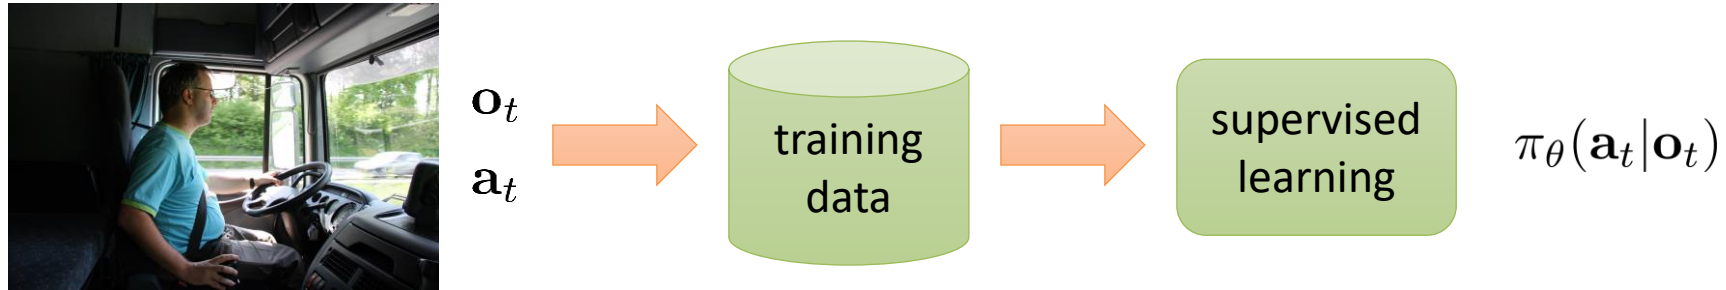 o_t
a_t
training
data
supervised
learning
π_θ(a_t|o_t)